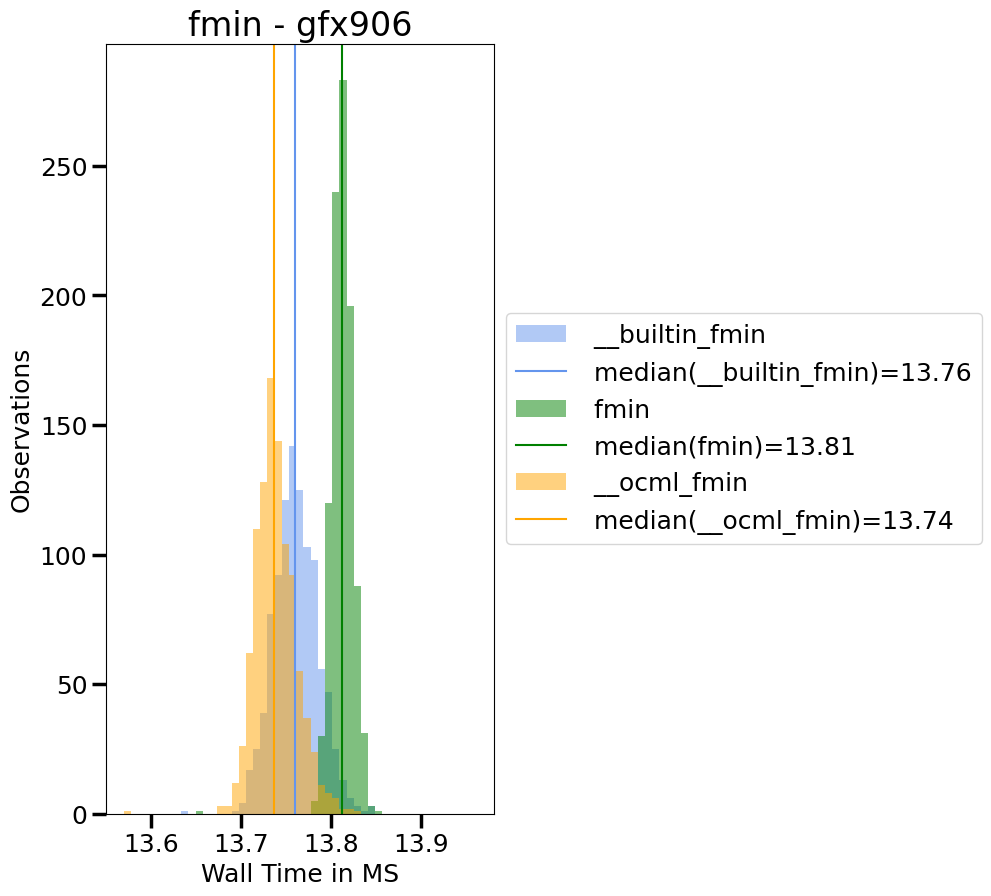 fmin - gfx906
Observations
250
200
150
100
50
0
13.6 13.7 13.8 13.9
Wall Time in MS
__builtin_fmin
median(__builtin_fmin)=13.76
fmin
median(fmin)=13.81
__ocml_fmin
median(__ocml_fmin)=13.74